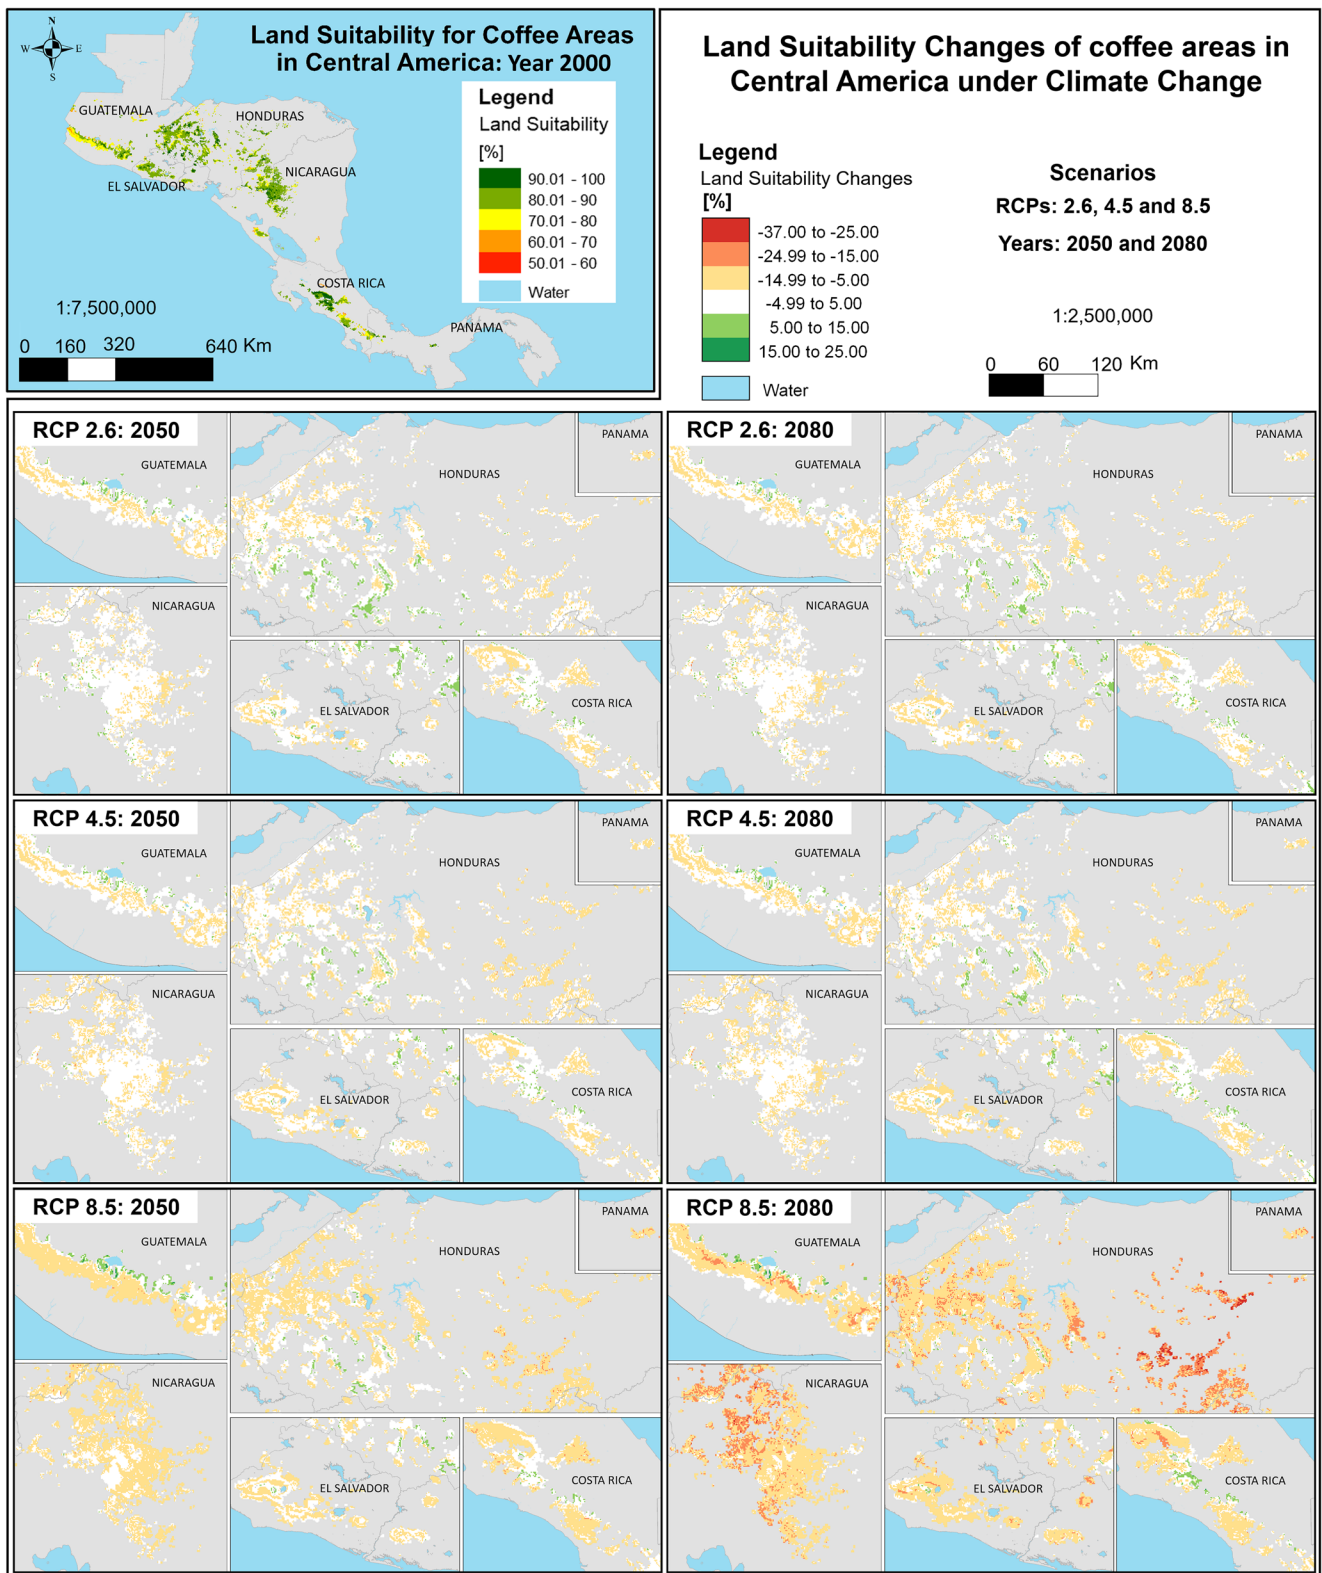 Land Suitability for Coffee Areas
in Central America: Year 2000
N
W E
S
GUATEMALA
HONDURAS
NICARAGUA
EL SALVADOR
COSTA RICA
PANAMA
Legend
Land Suitability
[%]
90.01 - 100
80.01 - 90
70.01 - 80
60.01 - 70
50.01 - 60
Water
1:7,500,000
0 160 320 640 Km
Land Suitability Changes of coffee areas in
Central America under Climate Change
Legend
Land Suitability Changes
[%]
-37.00 to -25.00
-24.99 to -15.00
-14.99 to -5.00
-4.99 to 5.00
5.00 to 15.00
15.00 to 25.00
Water
Scenarios
RCPs: 2.6, 4.5 and 8.5
Years: 2050 and 2080
1:2,500,000
0 60 120 Km
RCP 2.6: 2050
GUATEMALA
HONDURAS
PANAMA
NICARAGUA
EL SALVADOR
COSTA RICA
RCP 2.6: 2080
GUATEMALA
HONDURAS
PANAMA
NICARAGUA
EL SALVADOR
COSTA RICA
RCP 4.5: 2050
GUATEMALA
HONDURAS
PANAMA
NICARAGUA
EL SALVADOR
COSTA RICA
RCP 4.5: 2080
GUATEMALA
HONDURAS
PANAMA
NICARAGUA
EL SALVADOR
COSTA RICA
RCP 8.5: 2050
GUATEMALA
HONDURAS
PANAMA
NICARAGUA
EL SALVADOR
COSTA RICA
RCP 8.5: 2080
GUATEMALA
HONDURAS
PANAMA
NICARAGUA
EL SALVADOR
COSTA RICA